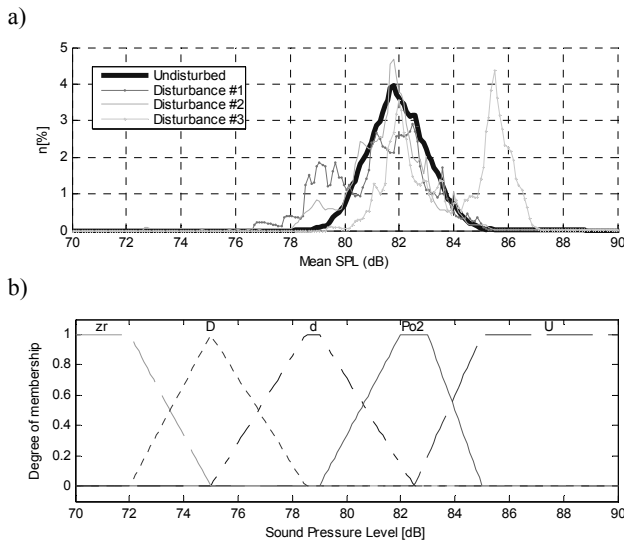 a)
5
4
3
2
1
0
n[%]
Undisturbed
Disturbance #1
Disturbance #2
Disturbance #3
70 72 74 76 78 80 82 84 86 88 90
Mean SPL (dB)
b)
zr D d Po2 U
1
0.8
0.6
0.4
0.2
0
Degree of membership
70 72 74 76 78 80 82 84 86 88 90
Sound Pressure Level [dB]